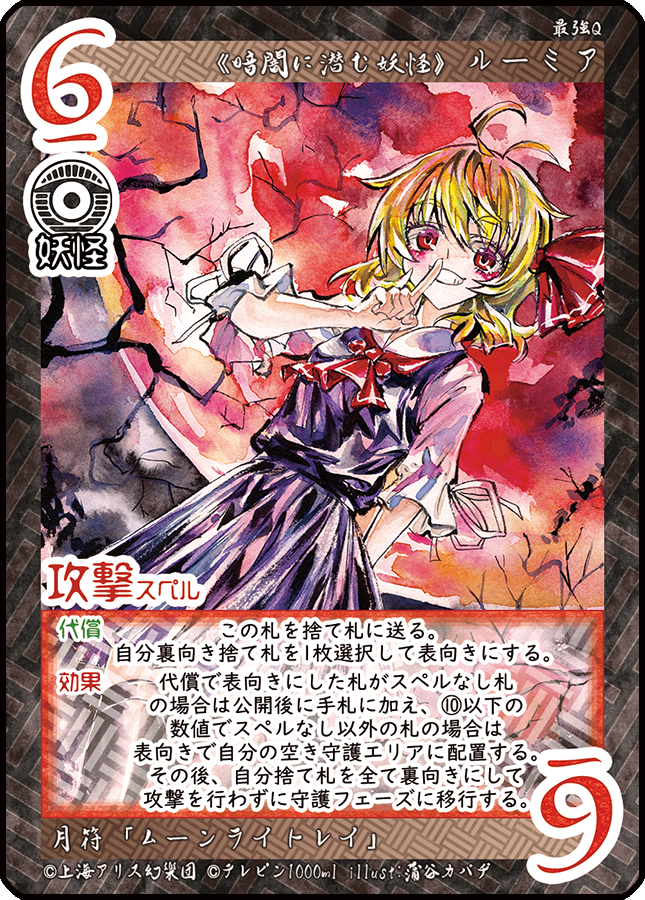 最強Q
6
《暗闇に潜む妖怪》 ルーミア
妖怪
攻撃スペル
代償 この札を捨て札に送る。
自分裏向き捨て札を1枚選択して表向きにする。
効果 代償で表向きにした札がスペルなし札
の場合は公開後に手札に加え、⑩以下の
数値でスペルなし以外の札の場合は
表向きで自分の空き守護エリアに配置する。
その後、自分捨て札を全て裏向きにして
攻撃を行わずに守護フェーズに移行する。
6
月符「ムーンライトレイ」
©上海アリス幻樂団 ©テレピン1000ml illust:蒲谷カバヂ